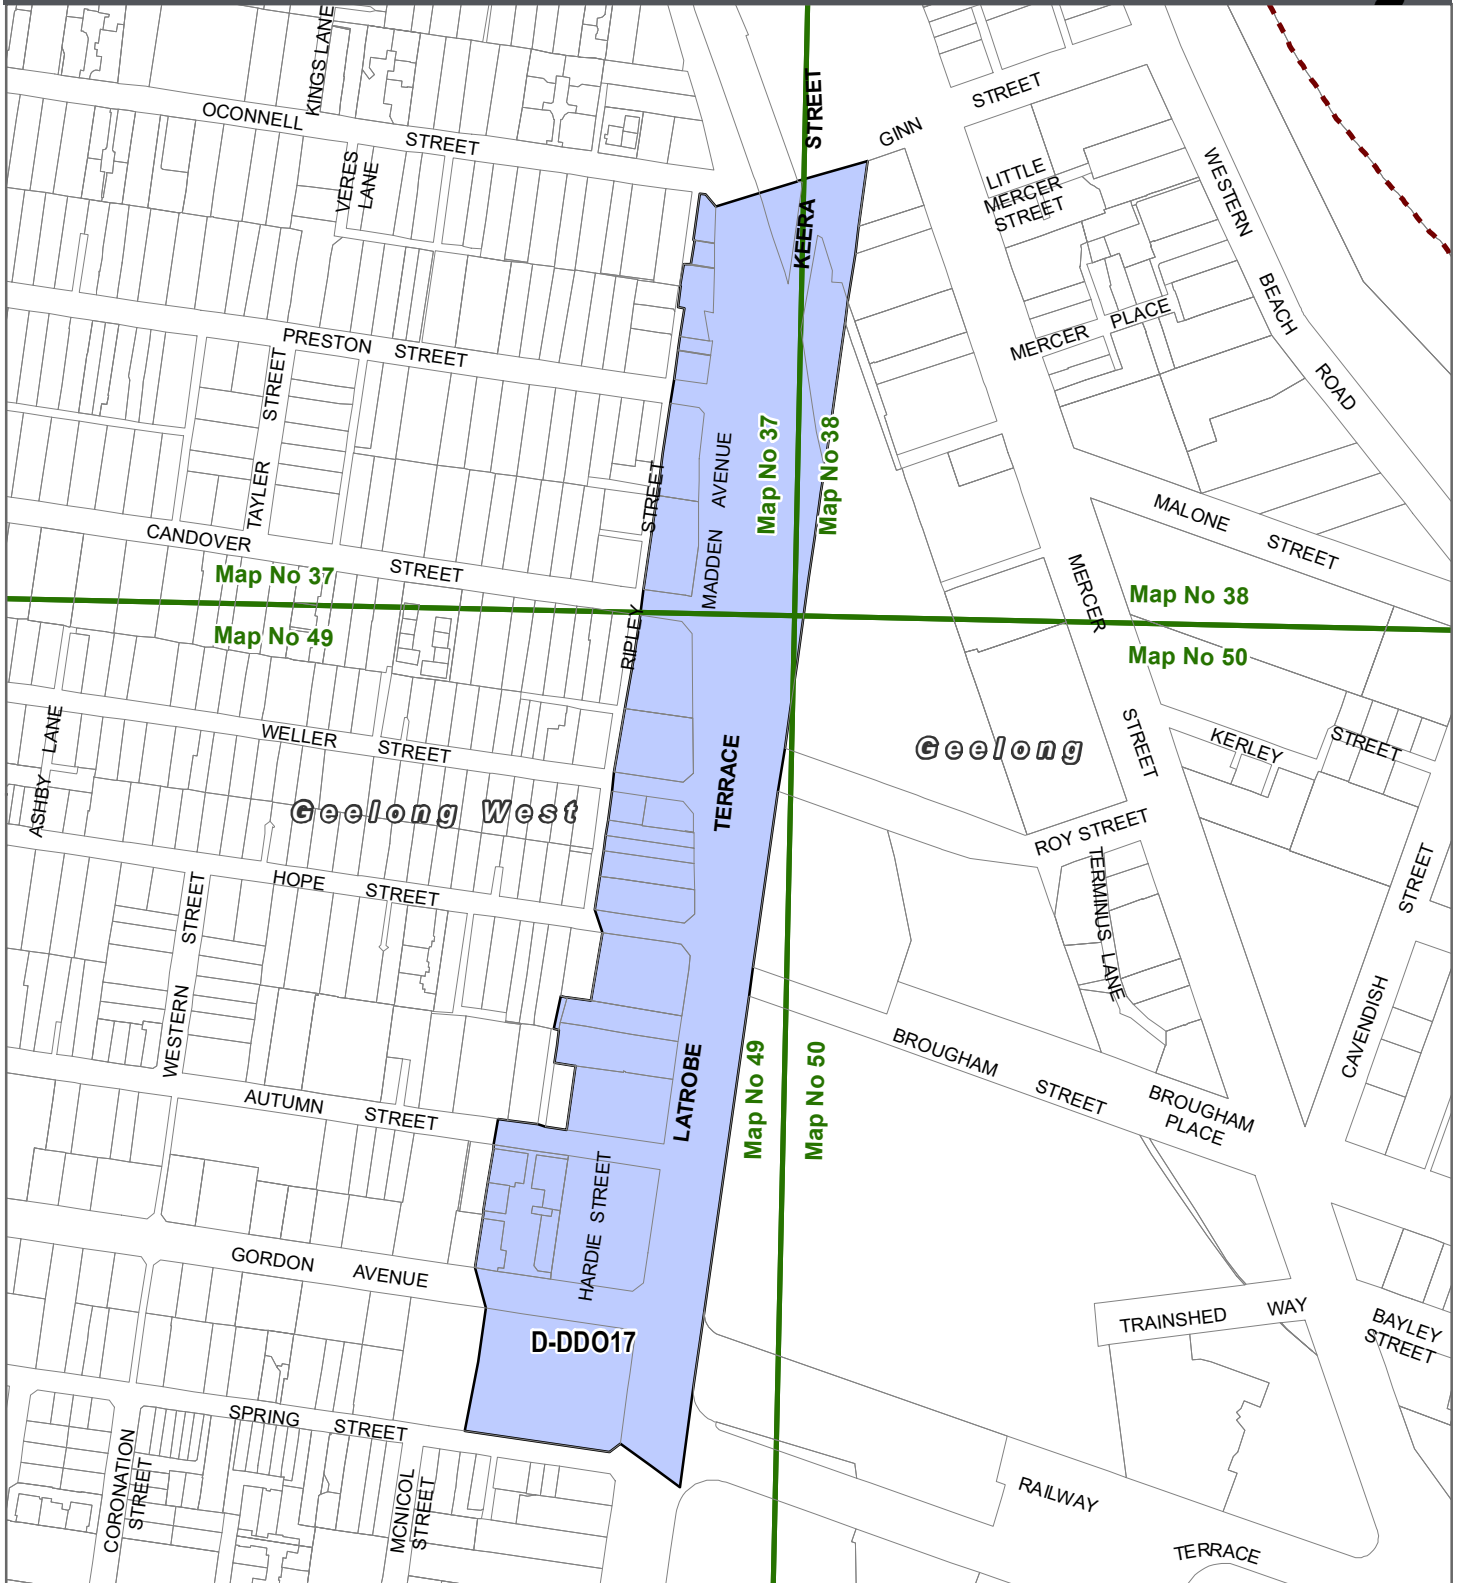 KINGS LANE
OCONNELL
STREET
VERES
LANE
STREET
KEERA
GINN
STREET
LITTLE
MERCER
STREET
WESTERN
BEACH
ROAD
MERCER
PLACE
PRESTON
STREET
TAYLER
STREET
RIPLEY
STREET
MADDEN
AVENUE
Map No 37
Map No 38
MALONE
STREET
CANDOVER
STREET
Map No 37
Map No 49
Map No 38
Map No 50
MERCER
STREET
KERLEY
STREET
Geelong
ASHBY
LANE
WELLER
STREET
Geelong West
LATROBE
TERRACE
ROY STREET
TERMINUS
LANE
HOPE
STREET
WESTERN
STREET
CAVENDISH
STREET
BROUGHAM
STREET
BROUGHAM
PLACE
Map No 49
Map No 50
AUTUMN
STREET
HARDIE
STREET
GORDON
AVENUE
D-DDO17
TRAINSHED
WAY
BAYLEY
STREET
SPRING
STREET
CORONATION
STREET
MCNICOL
STREET
RAILWAY
TERRACE